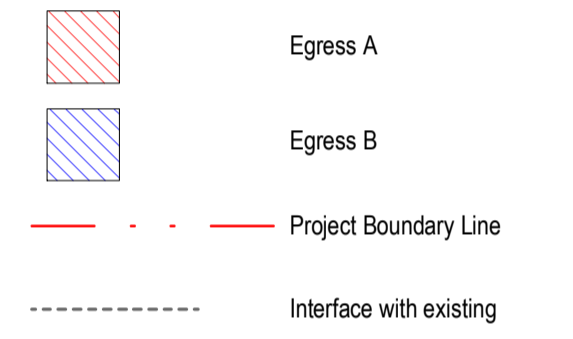 Egress A
Egress B
Project Boundary Line
Interface with existing